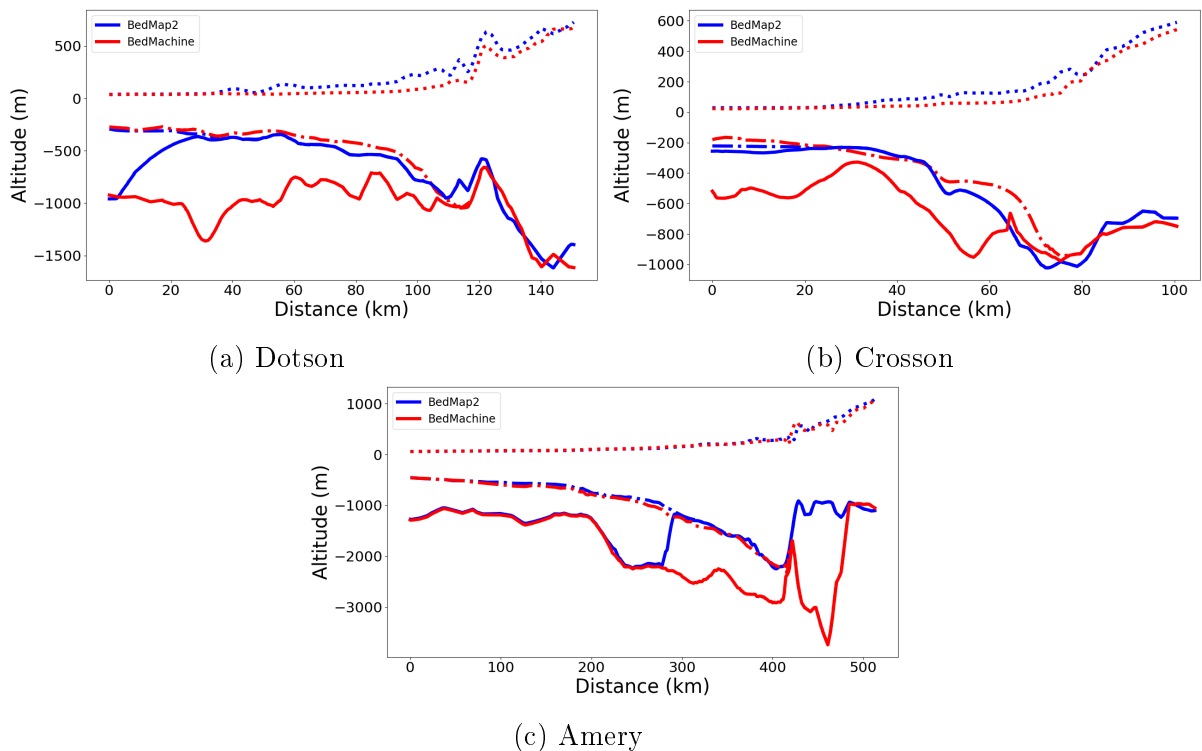 BedMap2
BedMachine
500
0
−500
−1000
−1500
Altitude (m)
0 20 40 60 80 100 120 140
Distance (km)
(a) Dotson
BedMap2
BedMachine
600
400
200
0
−200
−400
−600
−800
−1000
Altitude (m)
0 20 40 60 80 100
Distance (km)
(b) Crosson
BedMap2
BedMachine
1000
0
−1000
−2000
−3000
Altitude (m)
0 100 200 300 400 500
Distance (km)
(c) Amery